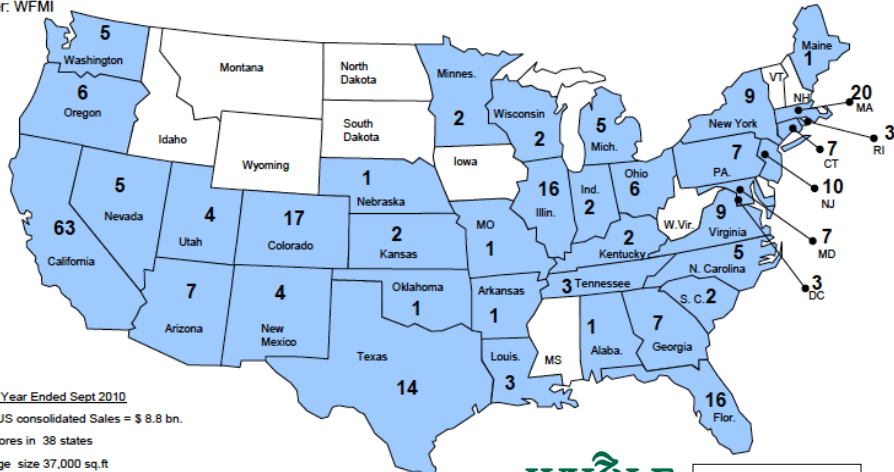 r: WFMI
5
Washington
6
Oregon
Montana
Idaho
Wyoming
North
Dakota
South
Dakota
Minnes.
2
Wisconsin
2
5
Mich.
Iowa
1
Nebraska
5
Nevada
4
Utah
17
Colorado
2
Kansas
63
California
7
Arizona
4
New
Mexico
Oklahoma
1
Texas
14
MO
1
Arkansas
1
Louis.
3
MS
16
Illin.
Ind.
2
Ohio
6
2
Kentucky
3 Tennessee
1
Alaba.
7
Georgia
16
Flor.
S. C. 2
5
N. Carolina
9
Virginia
W.Vir.
7
PA.
9
New York
VT
NH
Maine
1
20
MA
3
RI
7
CT
10
NJ
7
MD
3
DC
Year Ended Sept 2010
US consolidated Sales = $ 8.8 bn.
ores in 38 states
ge size 37,000 sq.ft